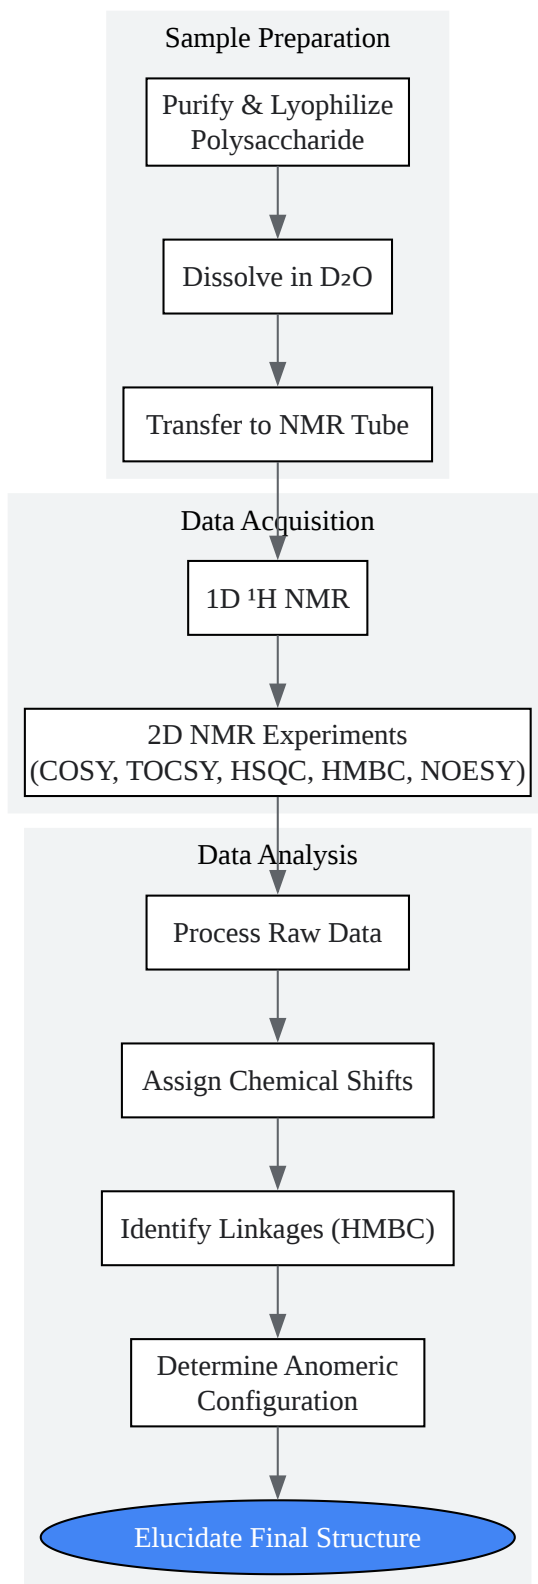 Sample Preparation
Purify & Lyophilize
Polysaccharide
Dissolve in D₂O
Transfer to NMR Tube
Data Acquisition
1D ¹H NMR
2D NMR Experiments
(COSY, TOCSY, HSQC, HMBC, NOESY)
Data Analysis
Process Raw Data
Assign Chemical Shifts
Identify Linkages (HMBC)
Determine Anomeric
Configuration
Elucidate Final Structure